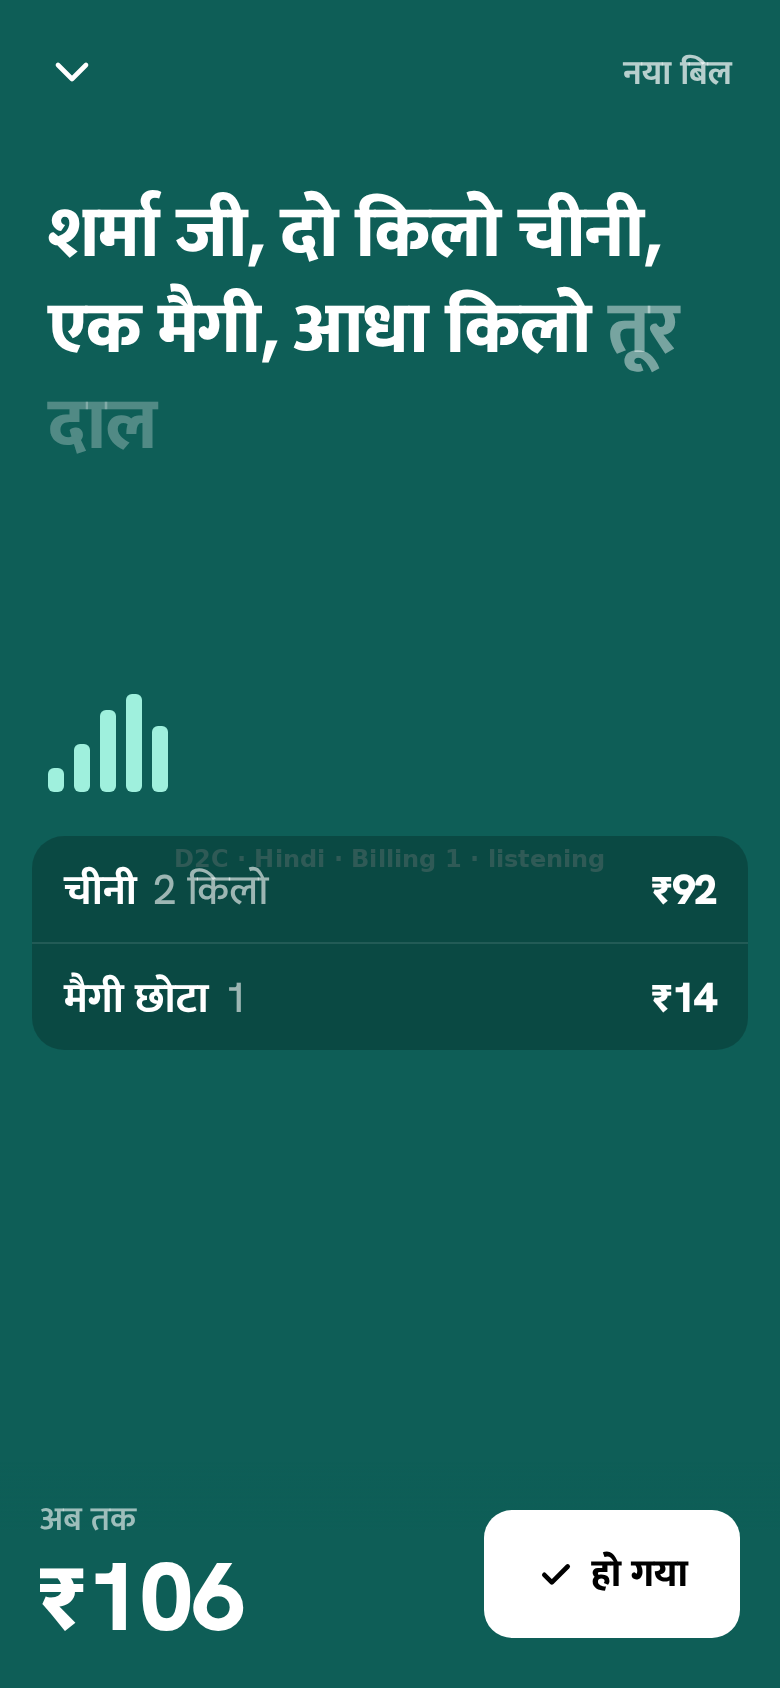 नया बिल
शर्मा जी, दो किलो चीनी,
एक मैगी, आधा किलो तूर
दाल
D2C · Hindi · Billing 1 · listening
चीनी 2 किलो ₹92
मैगी छोटा 1 ₹14
अब तक
₹106
हो गया